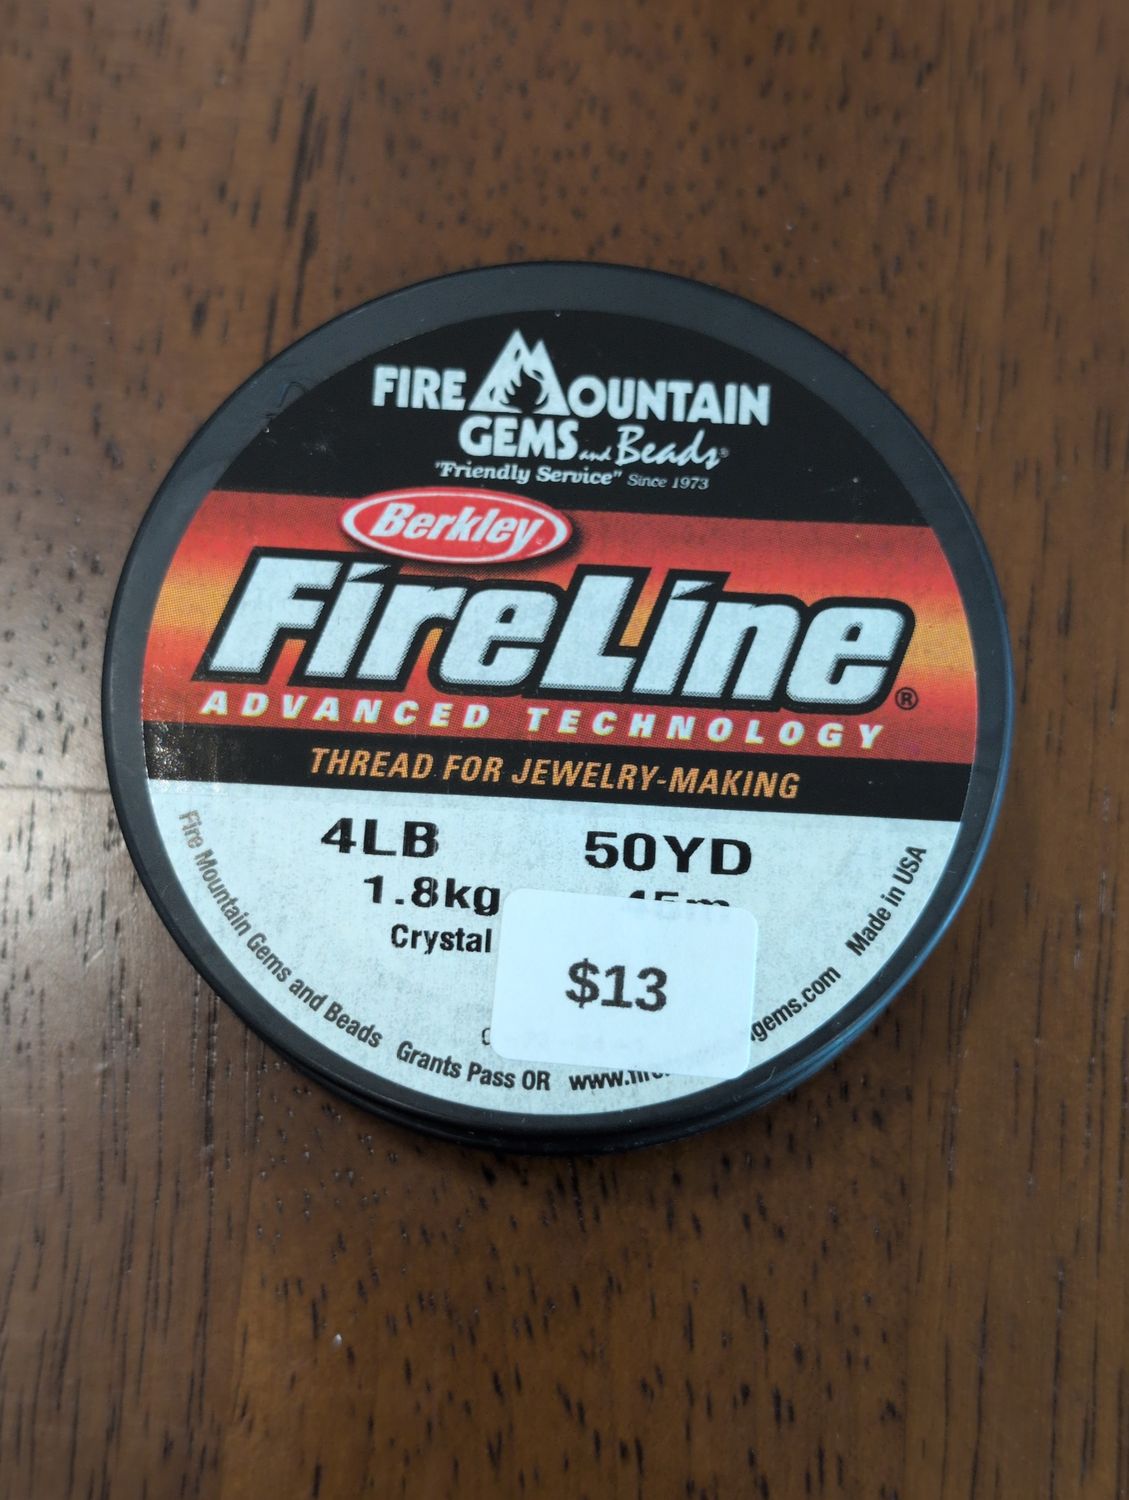 FIRE MOUNTAIN
GEMS and Beads®
"Friendly Service" Since 1973
Berkley
FireLine®
ADVANCED TECHNOLOGY
THREAD FOR JEWELRY-MAKING
4LB 50YD
1.8kg 45m
Crystal
$13
Fire Mountain Gems and Beads Grants Pass OR
Made in USA